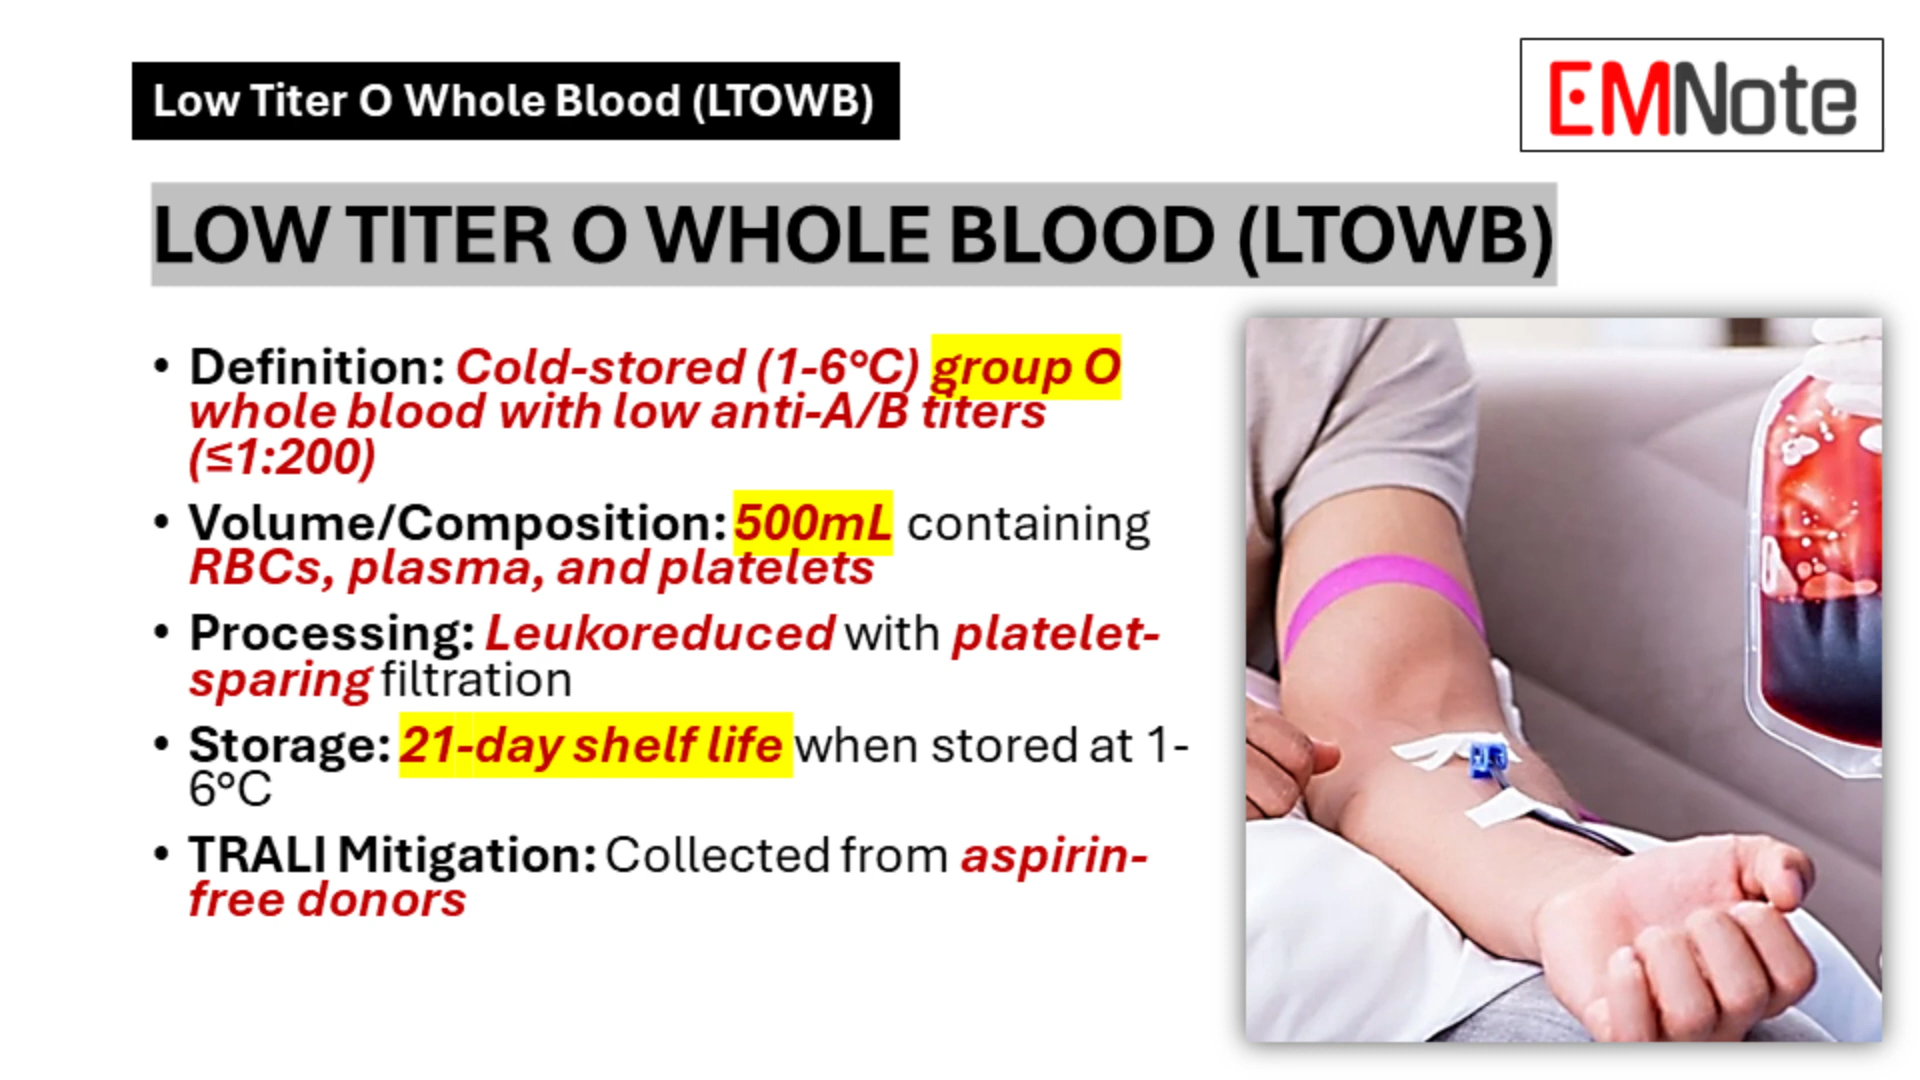 Low Titer O Whole Blood (LTOWB)
EMNote
LOW TITER O WHOLE BLOOD (LTOWB)
• Definition: Cold-stored (1-6°C) group O
whole blood with low anti-A/B titers
(≤1:200)
• Volume/Composition: 500mL containing
RBCs, plasma, and platelets
• Processing: Leukoreduced with platelet-
sparing filtration
• Storage: 21-day shelf life when stored at 1-
6°C
• TRALI Mitigation: Collected from aspirin-
free donors